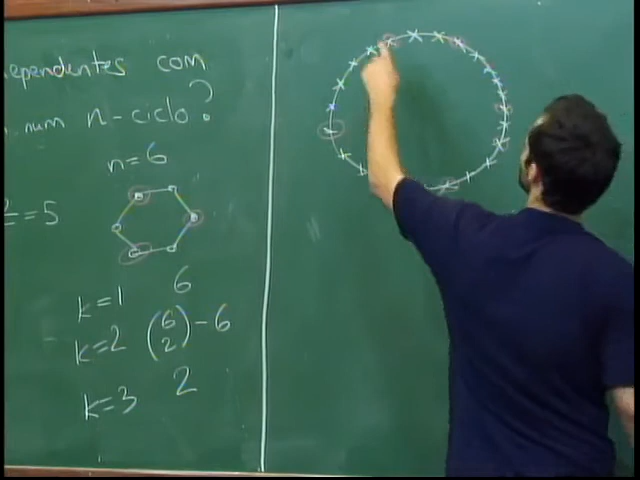 ependentes com
num n-ciclo?
n=6
=5
k=1 6
k=2 (6 2) - 6
k=3 2